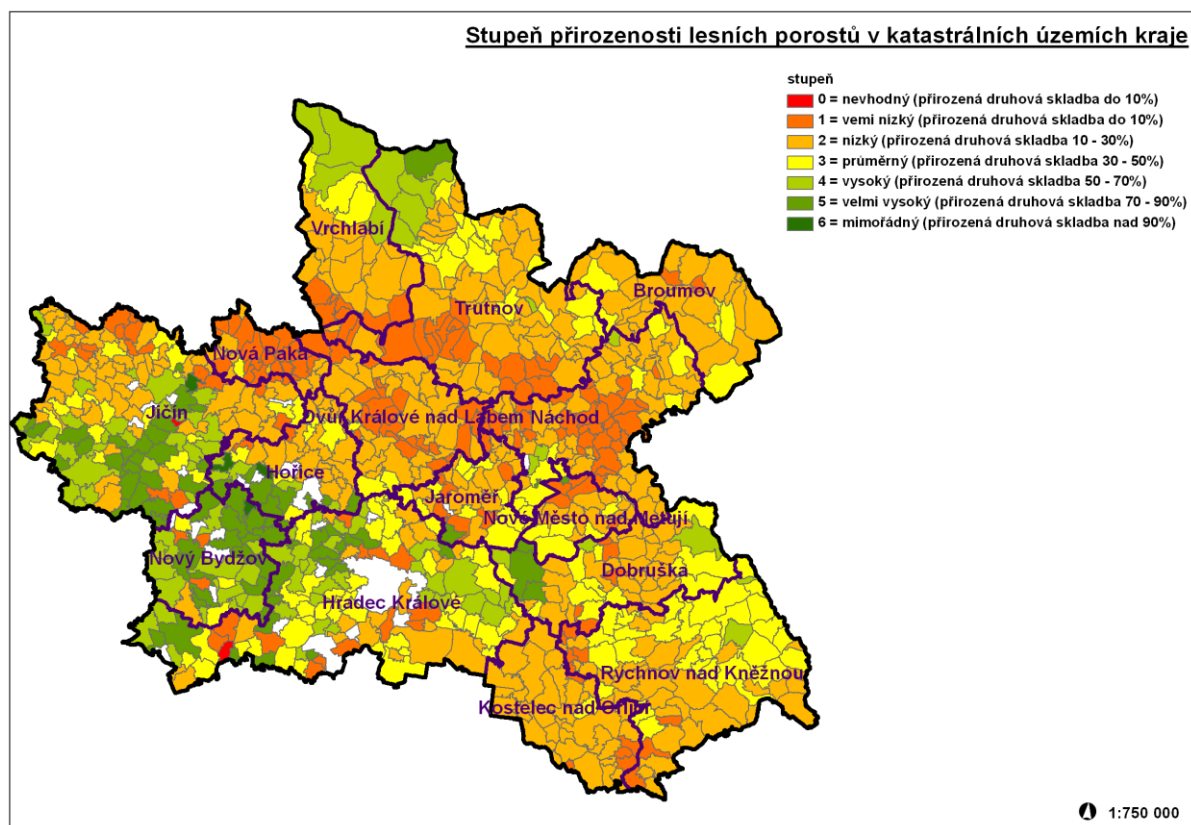 Stupeň přirozenosti lesních porostů v katastrálních územích kraje
stupeň
0 = nevhodný (přirozená druhová skladba do 10%)
1 = vemi nízký (přirozená druhová skladba do 10%)
2 = nízký (přirozená druhová skladba 10 - 30%)
3 = průměrný (přirozená druhová skladba 30 - 50%)
4 = vysoký (přirozená druhová skladba 50 - 70%)
5 = velmi vysoký (přirozená druhová skladba 70 - 90%)
6 = mimořádný (přirozená druhová skladba nad 90%)
Vrchlabí
Broumov
Trutnov
Nová Paka
Jičín
Dvůr Králové nad Labem
Náchod
Hořice
Jaroměř
Nové Město nad Metují
Nový Bydžov
Dobruška
Hradec Králové
Rychnov nad Kněžnou
Kostelec nad Orlicí
1:750 000